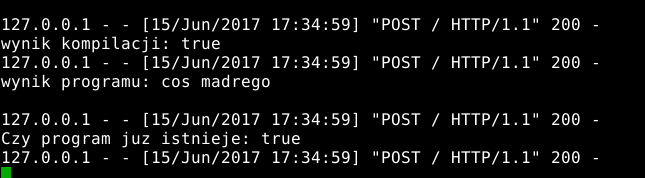 127.0.0.1 - - [15/Jun/2017 17:34:59] "POST / HTTP/1.1" 200 -
wynik kompilacji: true
127.0.0.1 - - [15/Jun/2017 17:34:59] "POST / HTTP/1.1" 200 -
wynik programu: cos madrego
127.0.0.1 - - [15/Jun/2017 17:34:59] "POST / HTTP/1.1" 200 -
Czy program juz istnieje: true
127.0.0.1 - - [15/Jun/2017 17:34:59] "POST / HTTP/1.1" 200 -